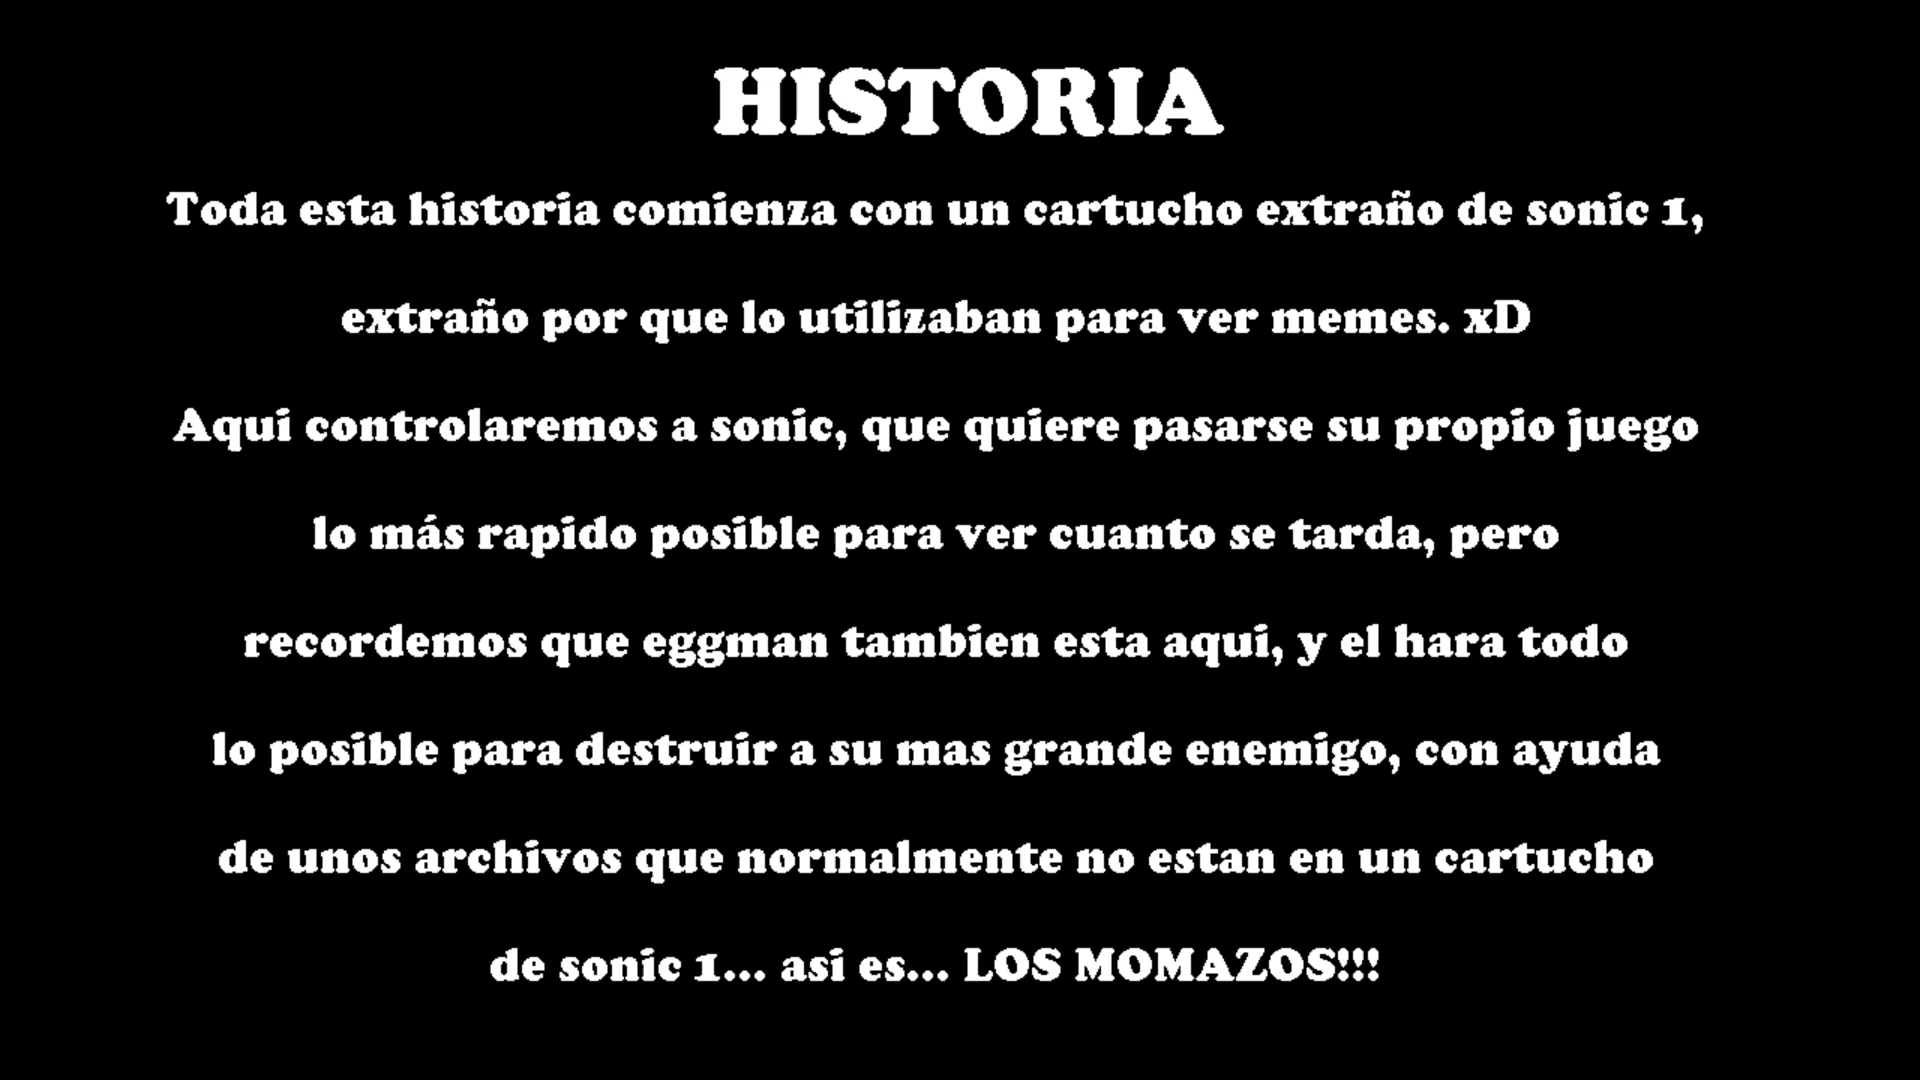 HISTORIA
Toda esta historia comienza con un cartucho extraño de sonic 1,
extraño por que lo utilizaban para ver memes. xD
Aqui controlaremos a sonic, que quiere pasarse su propio juego
lo más rapido posible para ver cuanto se tarda, pero
recordemos que eggman tambien esta aqui, y el hara todo
lo posible para destruir a su mas grande enemigo, con ayuda
de unos archivos que normalmente no estan en un cartucho
de sonic 1... asi es... LOS MOMAZOS!!!